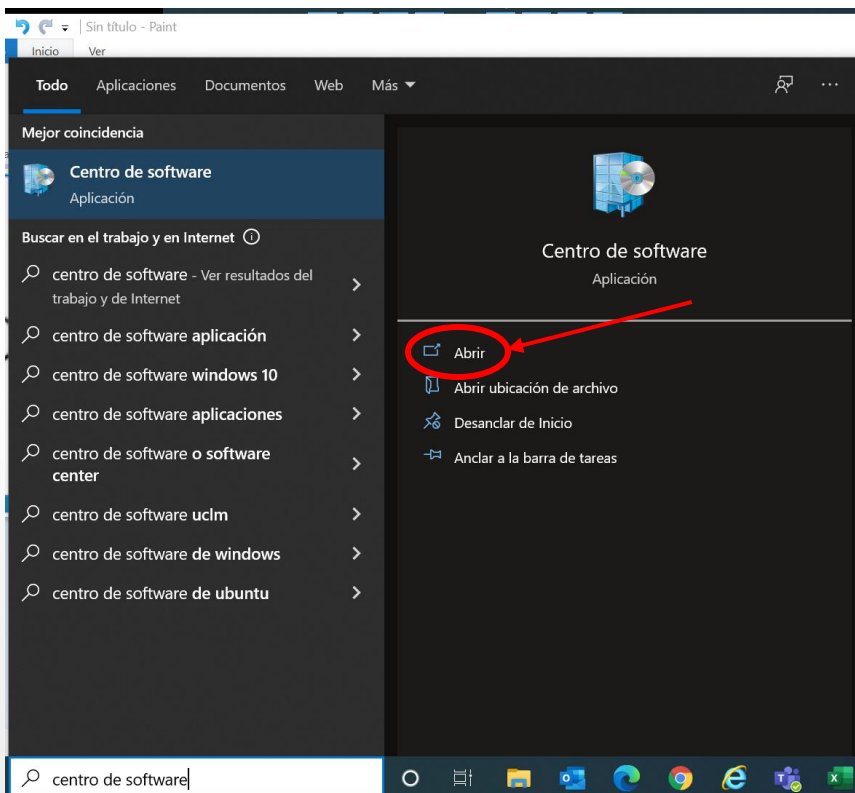 Sin título - Paint
Inicio Ver
Todo Aplicaciones Documentos Web Más
Mejor coincidencia
Centro de software
Aplicación
Buscar en el trabajo y en Internet
centro de software - Ver resultados del
trabajo y de Internet
centro de software aplicación
centro de software windows 10
centro de software aplicaciones
centro de software o software
center
centro de software uclm
centro de software de windows
centro de software de ubuntu
Centro de software
Aplicación
Abrir
Abrir ubicación de archivo
Desanclar de Inicio
Anclar a la barra de tareas
centro de software